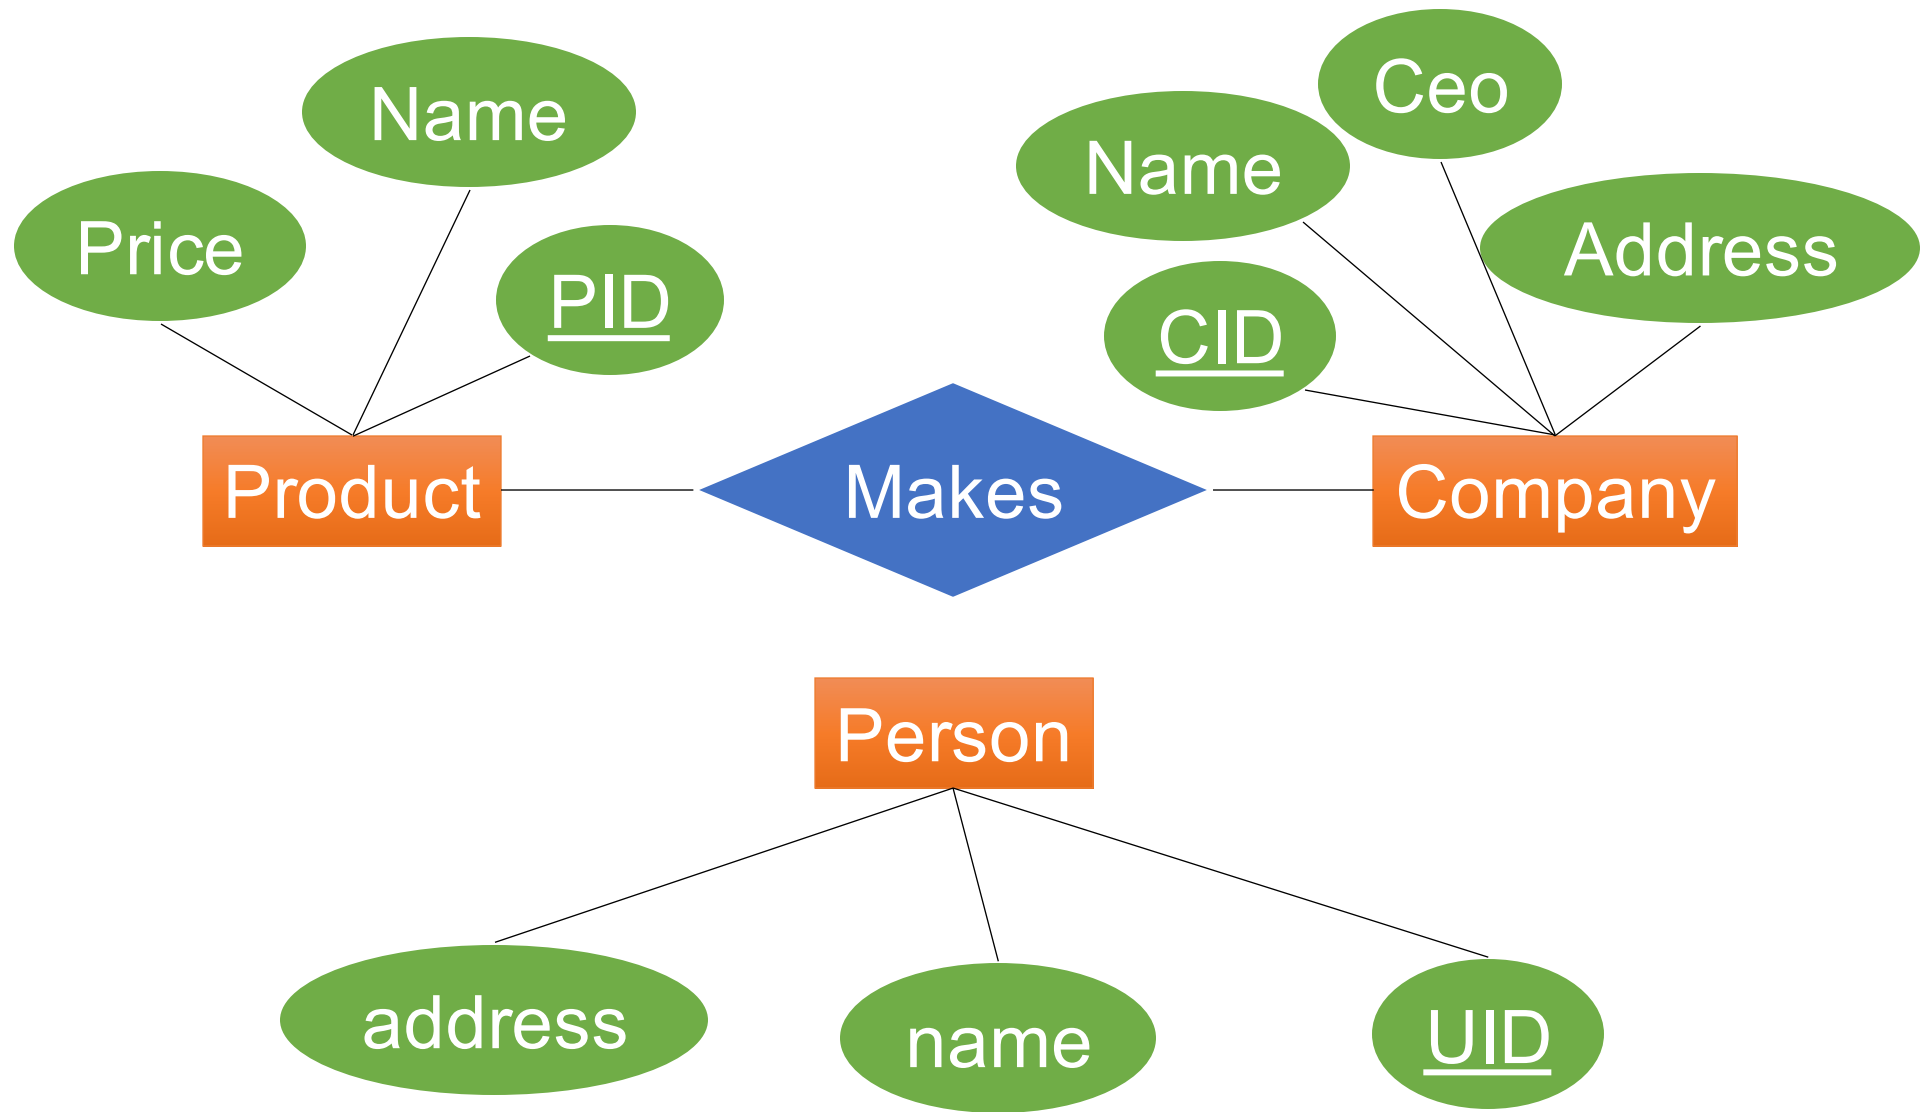 Ceo
Name
Name
Price
Address
PID
CID
Product
Makes
Company
Person
address
name
UID